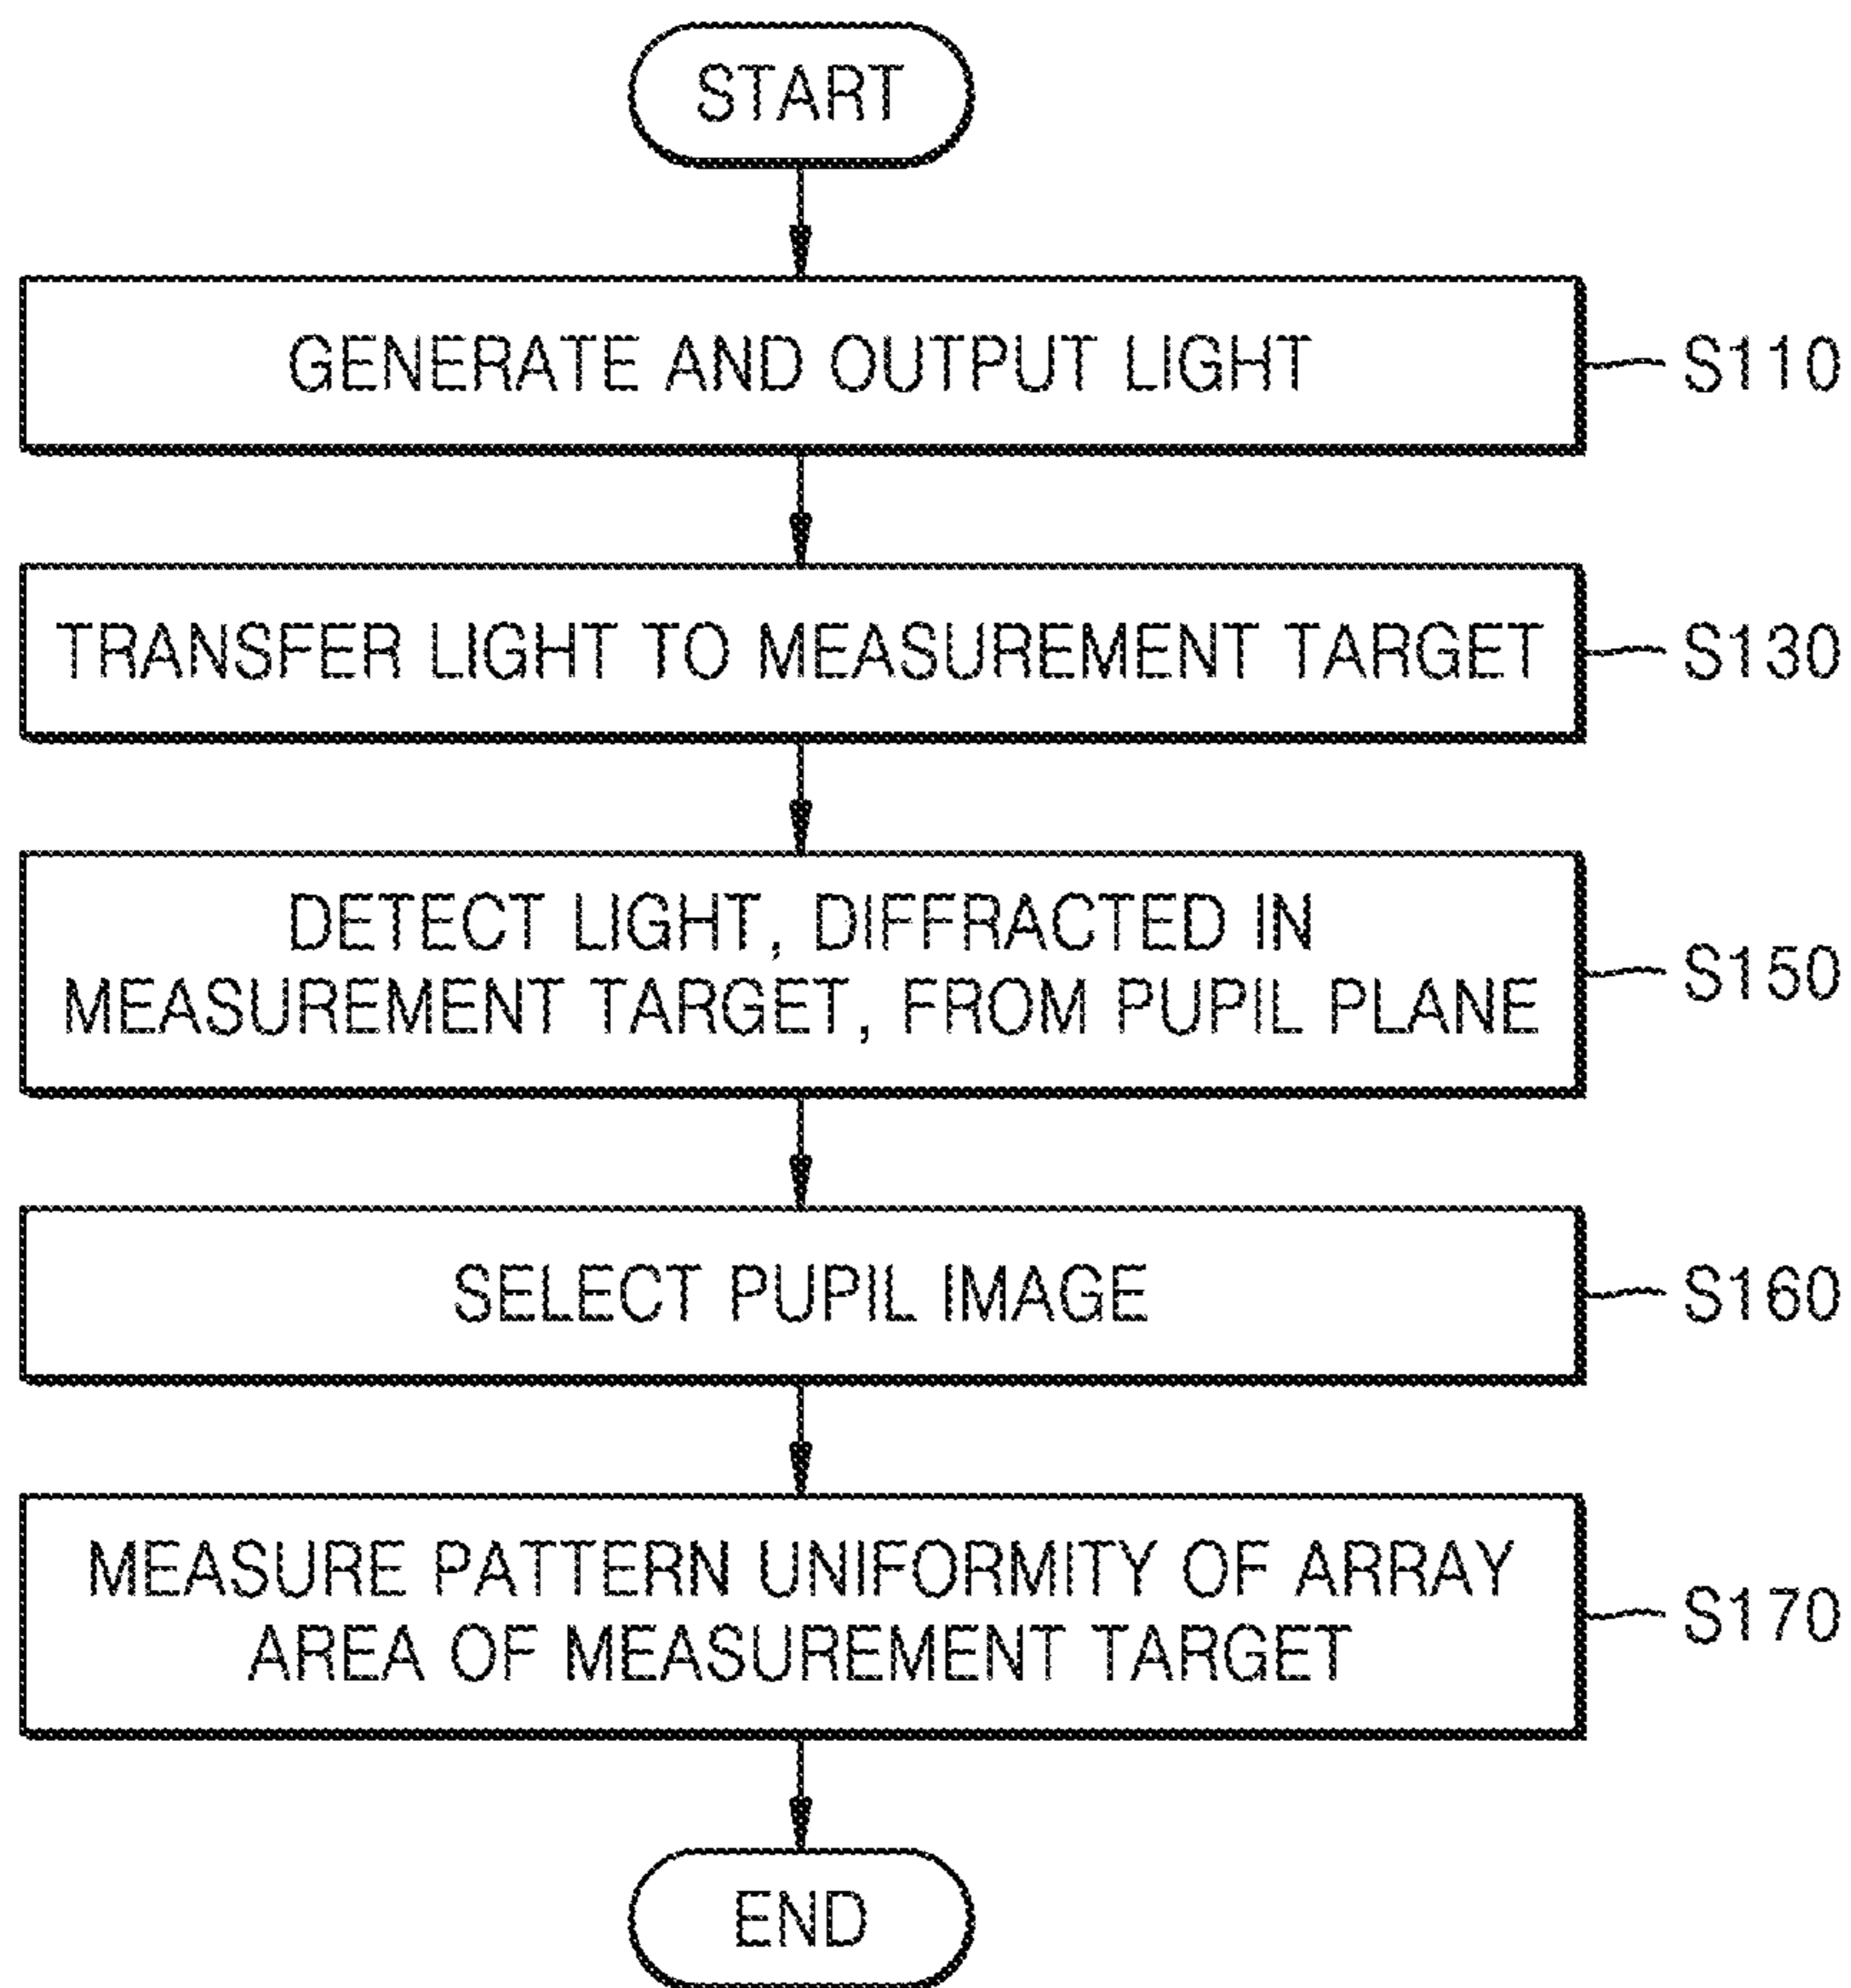 START
GENERATE AND OUTPUT LIGHT
S110
TRANSFER LIGHT TO MEASUREMENT TARGET
S130
DETECT LIGHT, DIFFRACTED IN
MEASUREMENT TARGET, FROM PUPIL PLANE
S150
SELECT PUPIL IMAGE
S160
MEASURE PATTERN UNIFORMITY OF ARRAY
AREA OF MEASUREMENT TARGET
S170
END